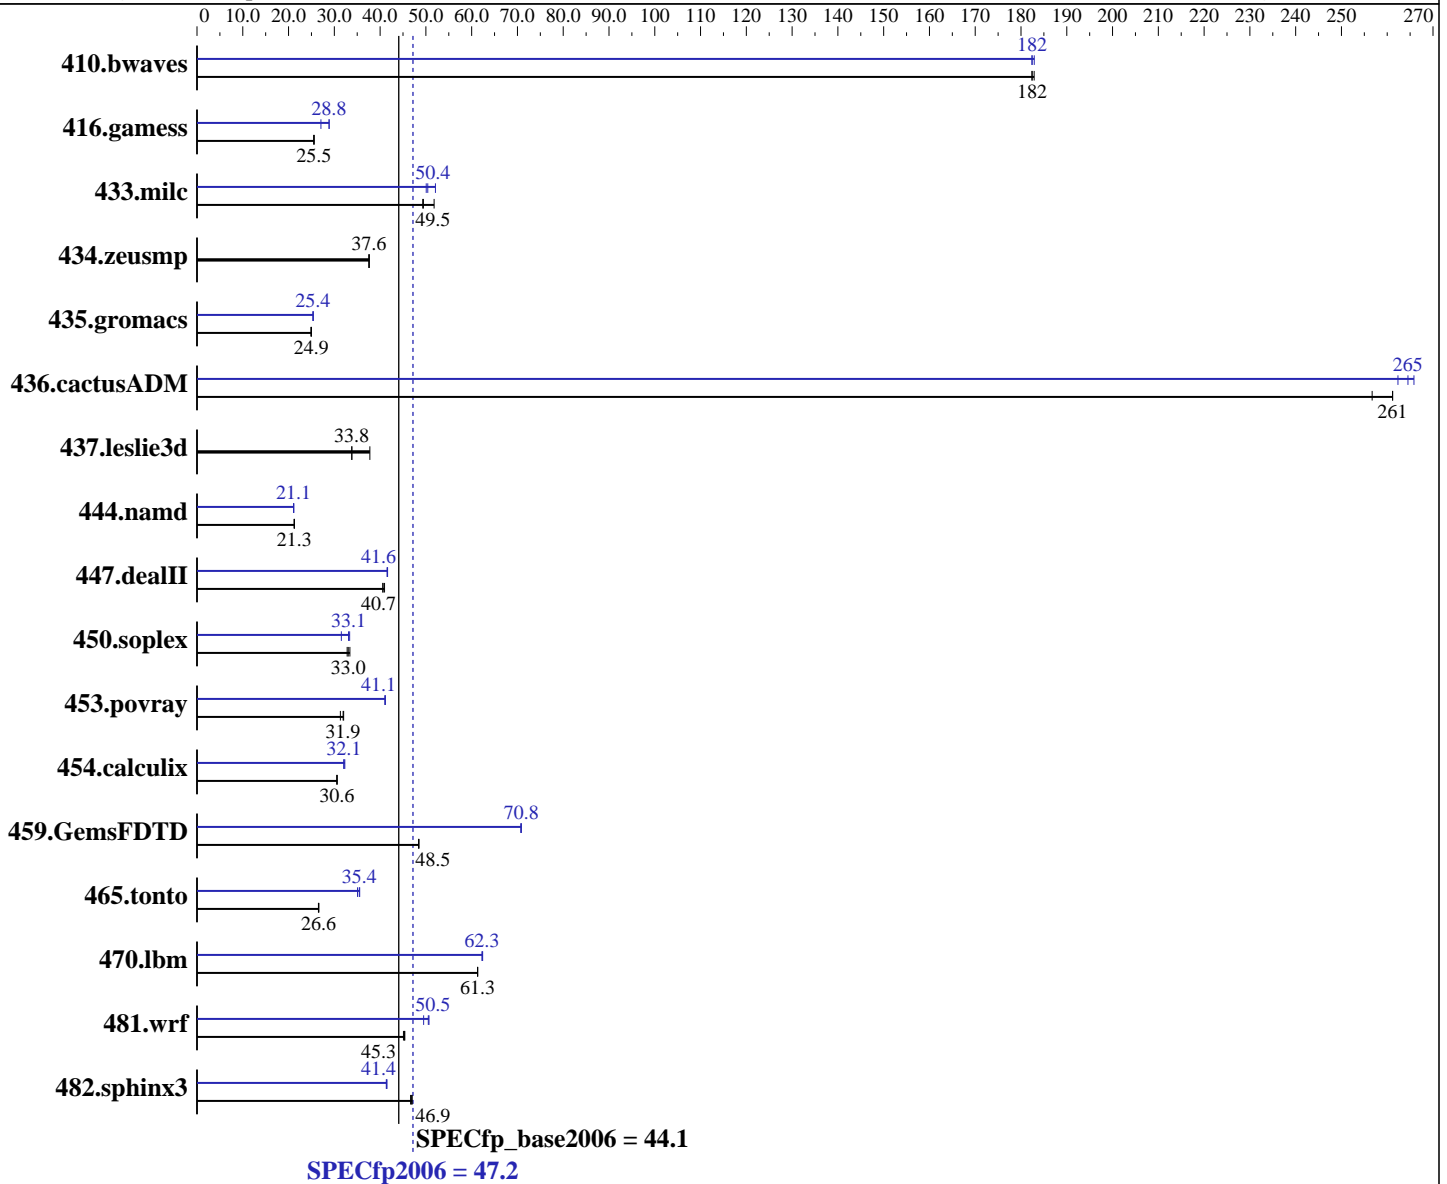 0 10.0 20.0 30.0 40.0 50.0 60.0 70.0 80.0 90.0 100 110 120 130 140 150 160 170 180 190 200 210 220 230 240 250 270
182
410.bwaves
182
28.8
416.gamess
25.5
50.4
433.milc
49.5
37.6
434.zeusmp
25.4
435.gromacs
24.9
265
436.cactusADM
261
33.8
437.leslie3d
21.1
444.namd
21.3
41.6
447.dealII
40.7
33.1
450.soplex
33.0
41.1
453.povray
31.9
32.1
454.calculix
30.6
70.8
459.GemsFDTD
48.5
35.4
465.tonto
26.6
62.3
470.lbm
61.3
50.5
481.wrf
45.3
41.4
482.sphinx3
46.9
SPECfp_base2006 = 44.1
SPECfp2006 = 47.2